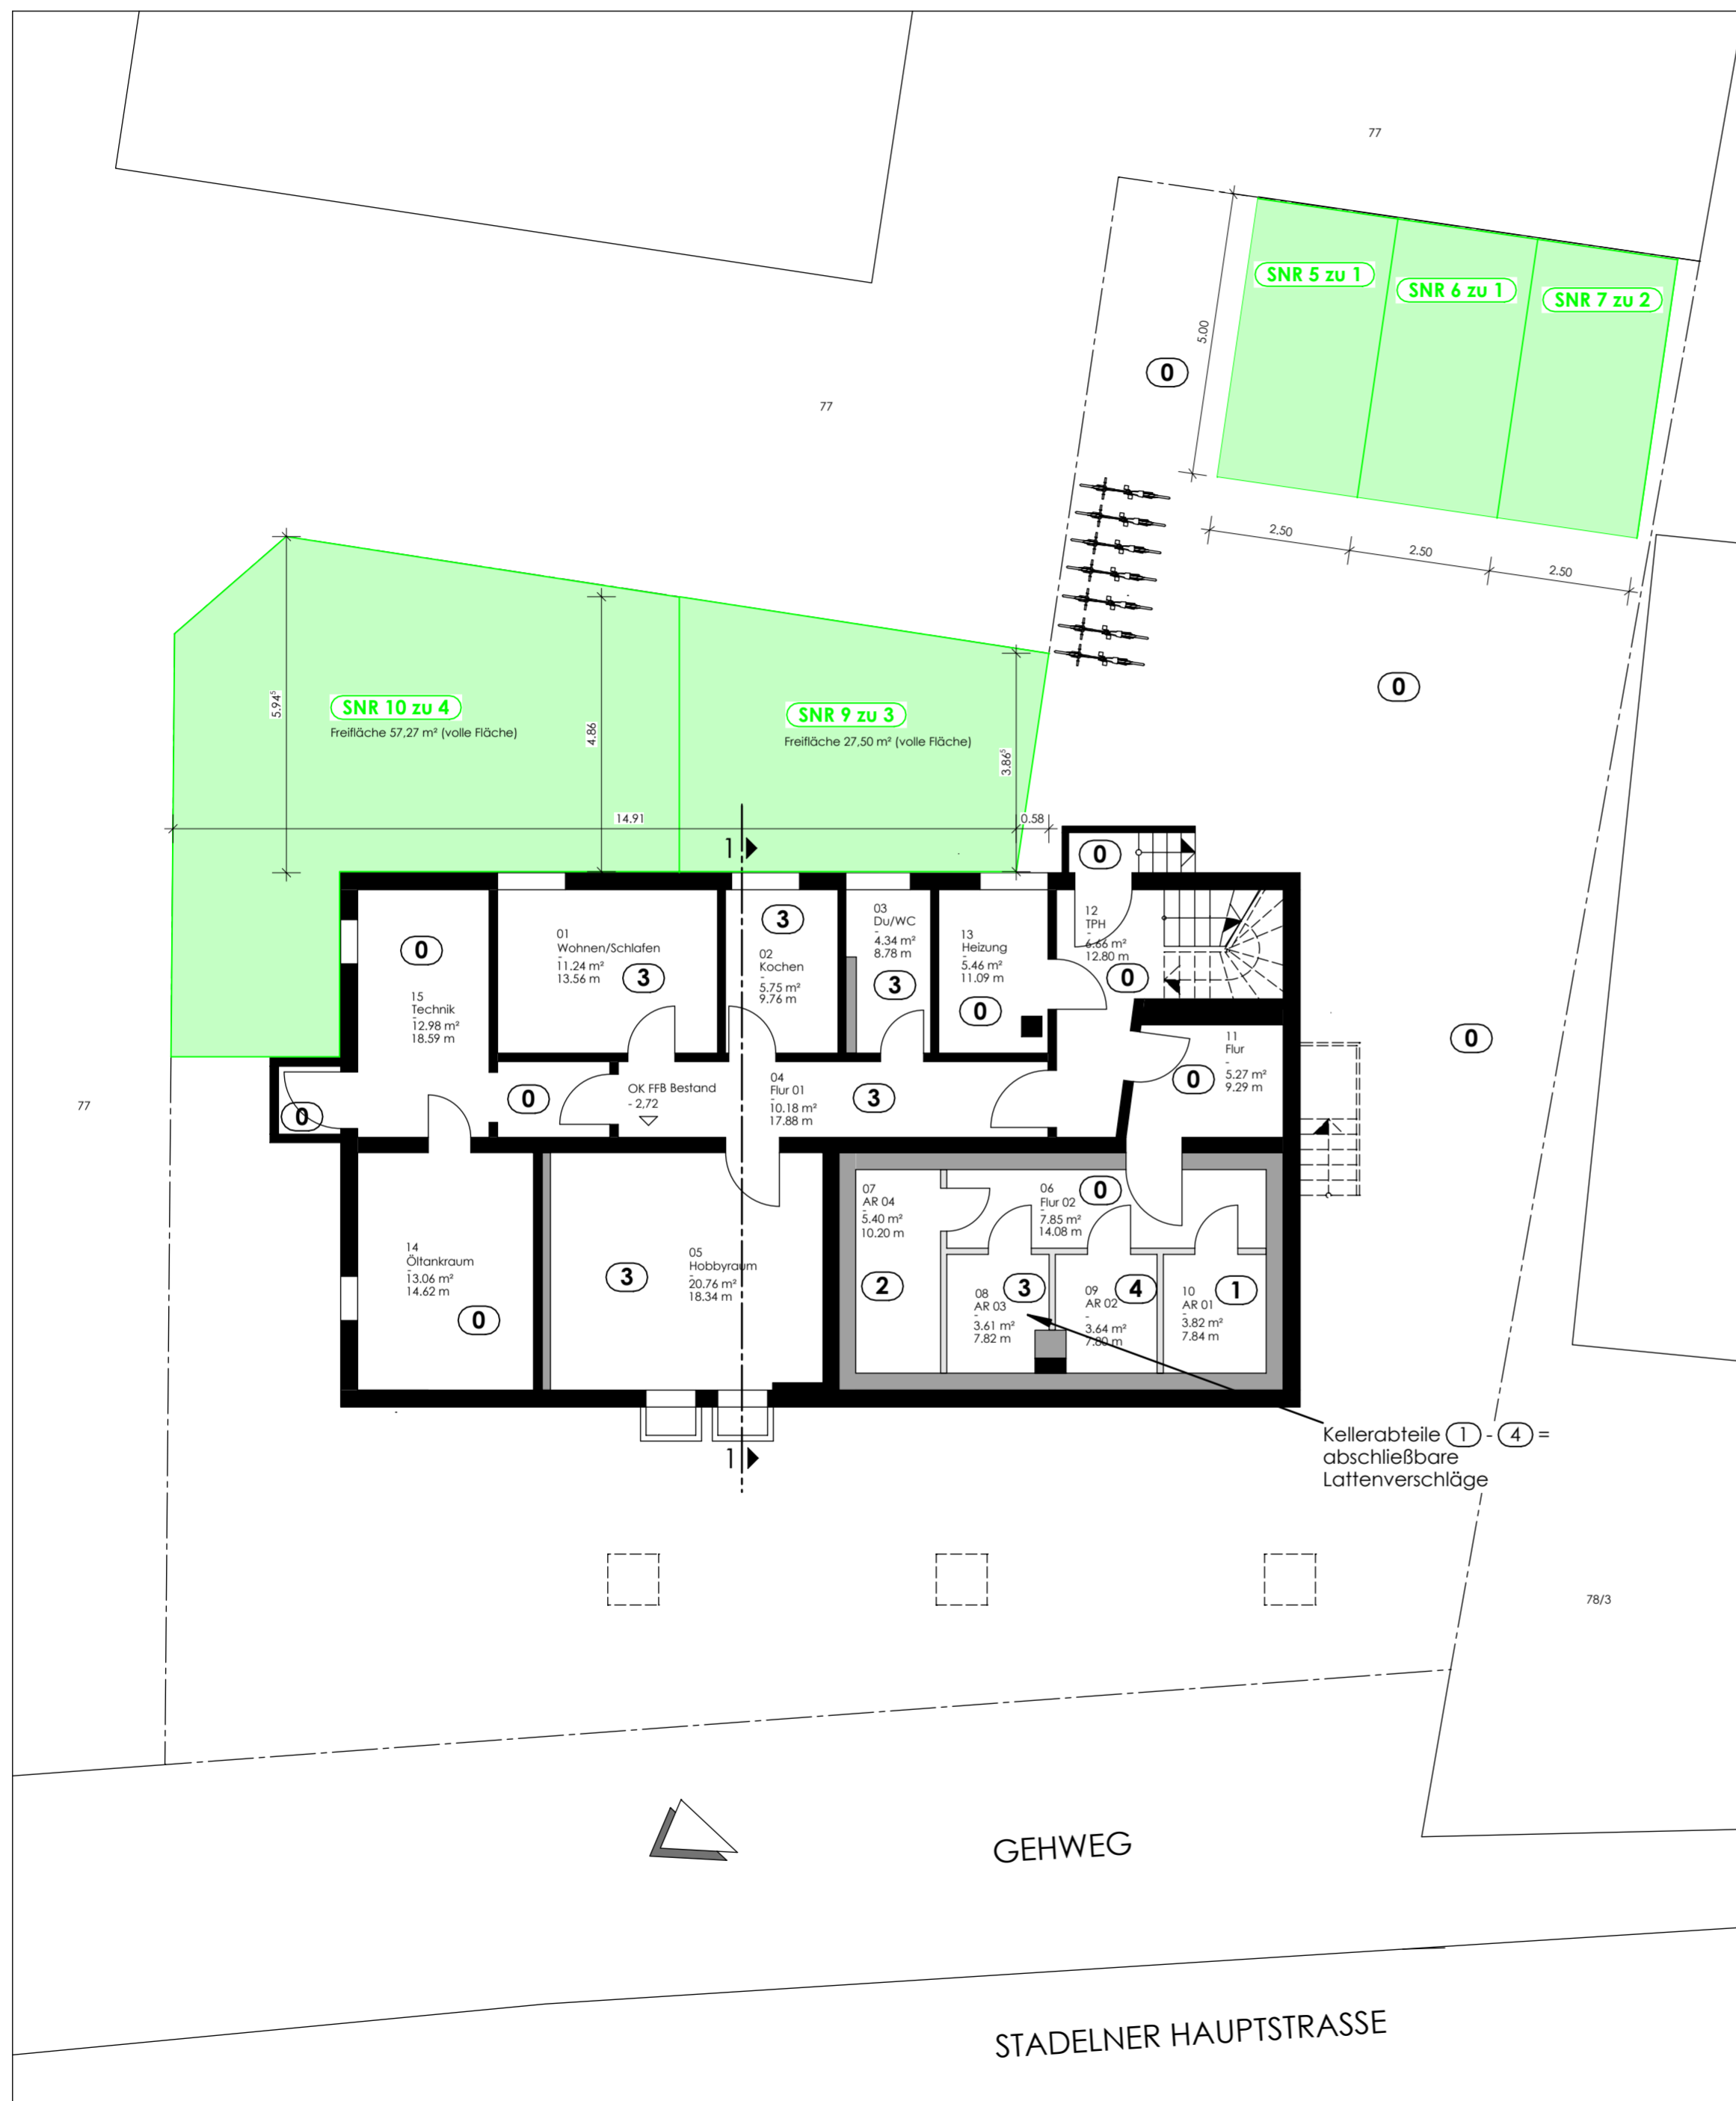 77
SNR 5 zu 1
SNR 6 zu 1
SNR 7 zu 2
5.00
0
77
2.50
2.50
2.50
0
5.94⁵
SNR 10 zu 4
Freifläche 57,27 m² (volle Fläche)
4.86
SNR 9 zu 3
Freifläche 27,50 m² (volle Fläche)
3.86⁵
14.91
0.58
1
0
0
15
Technik
-
12.98 m²
18.59 m
01
Wohnen/Schlafen
-
11.24 m²
13.56 m
3
3
02
Kochen
-
5.75 m²
9.76 m
03
Du/WC
-
4.34 m²
8.78 m
3
13
Heizung
-
5.46 m²
11.09 m
0
12
TPH
-
6.66 m²
12.80 m
0
0
11
Flur
-
5.27 m²
9.29 m
0
77
0
0
OK FFB Bestand
- 2,72
04
Flur 01
-
10.18 m²
17.88 m
3
14
Öltankraum
-
13.06 m²
14.62 m
0
3
05
Hobbyraum
-
20.76 m²
18.34 m
07
AR 04
-
5.40 m²
10.20 m
2
06
Flur 02
-
7.85 m²
14.08 m
0
08
AR 03
-
3.61 m²
7.82 m
3
09
AR 02
-
3.64 m²
7.80 m
4
10
AR 01
-
3.82 m²
7.84 m
1
1
Kellerabteile 1 - 4 =
abschließbare
Lattenverschläge
78/3
GEHWEG
STADELNER HAUPTSTRASSE